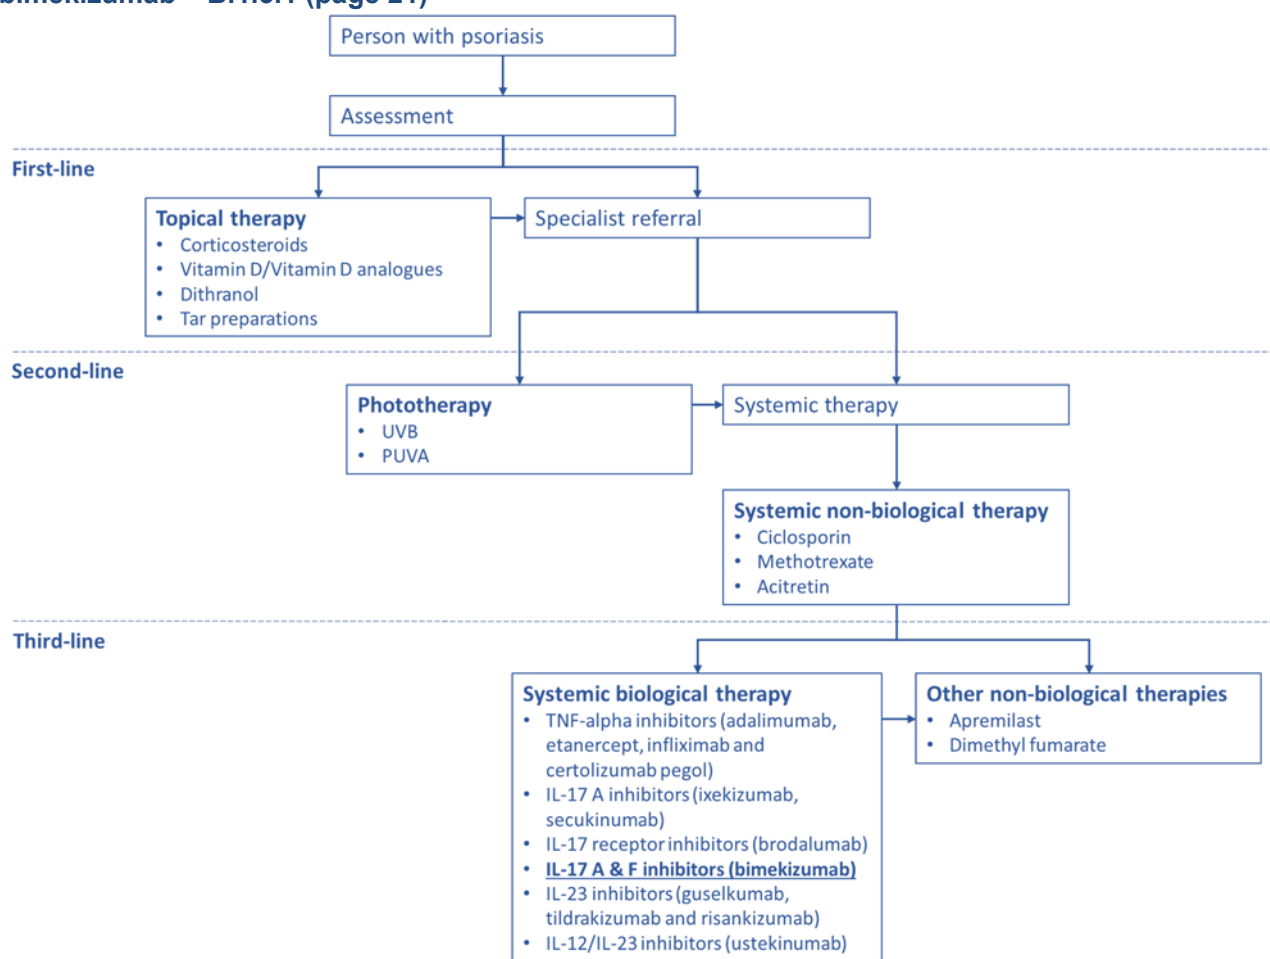 Person with psoriasis
Assessment
First-line
Topical therapy
• Corticosteroids
• Vitamin D/Vitamin D analogues
• Dithranol
• Tar preparations
Specialist referral
Second-line
Phototherapy
• UVB
• PUVA
Systemic therapy
Systemic non-biological therapy
• Ciclosporin
• Methotrexate
• Acitretin
Third-line
Systemic biological therapy
• TNF-alpha inhibitors (adalimumab,
etanercept, infliximab and
certolizumab pegol)
• IL-17 A inhibitors (ixekizumab,
secukinumab)
• IL-17 receptor inhibitors (brodalumab)
• IL-17 A & F inhibitors (bimekizumab)
• IL-23 inhibitors (guselkumab,
tildrakizumab and risankizumab)
• IL-12/IL-23 inhibitors (ustekinumab)
Other non-biological therapies
• Apremilast
• Dimethyl fumarate